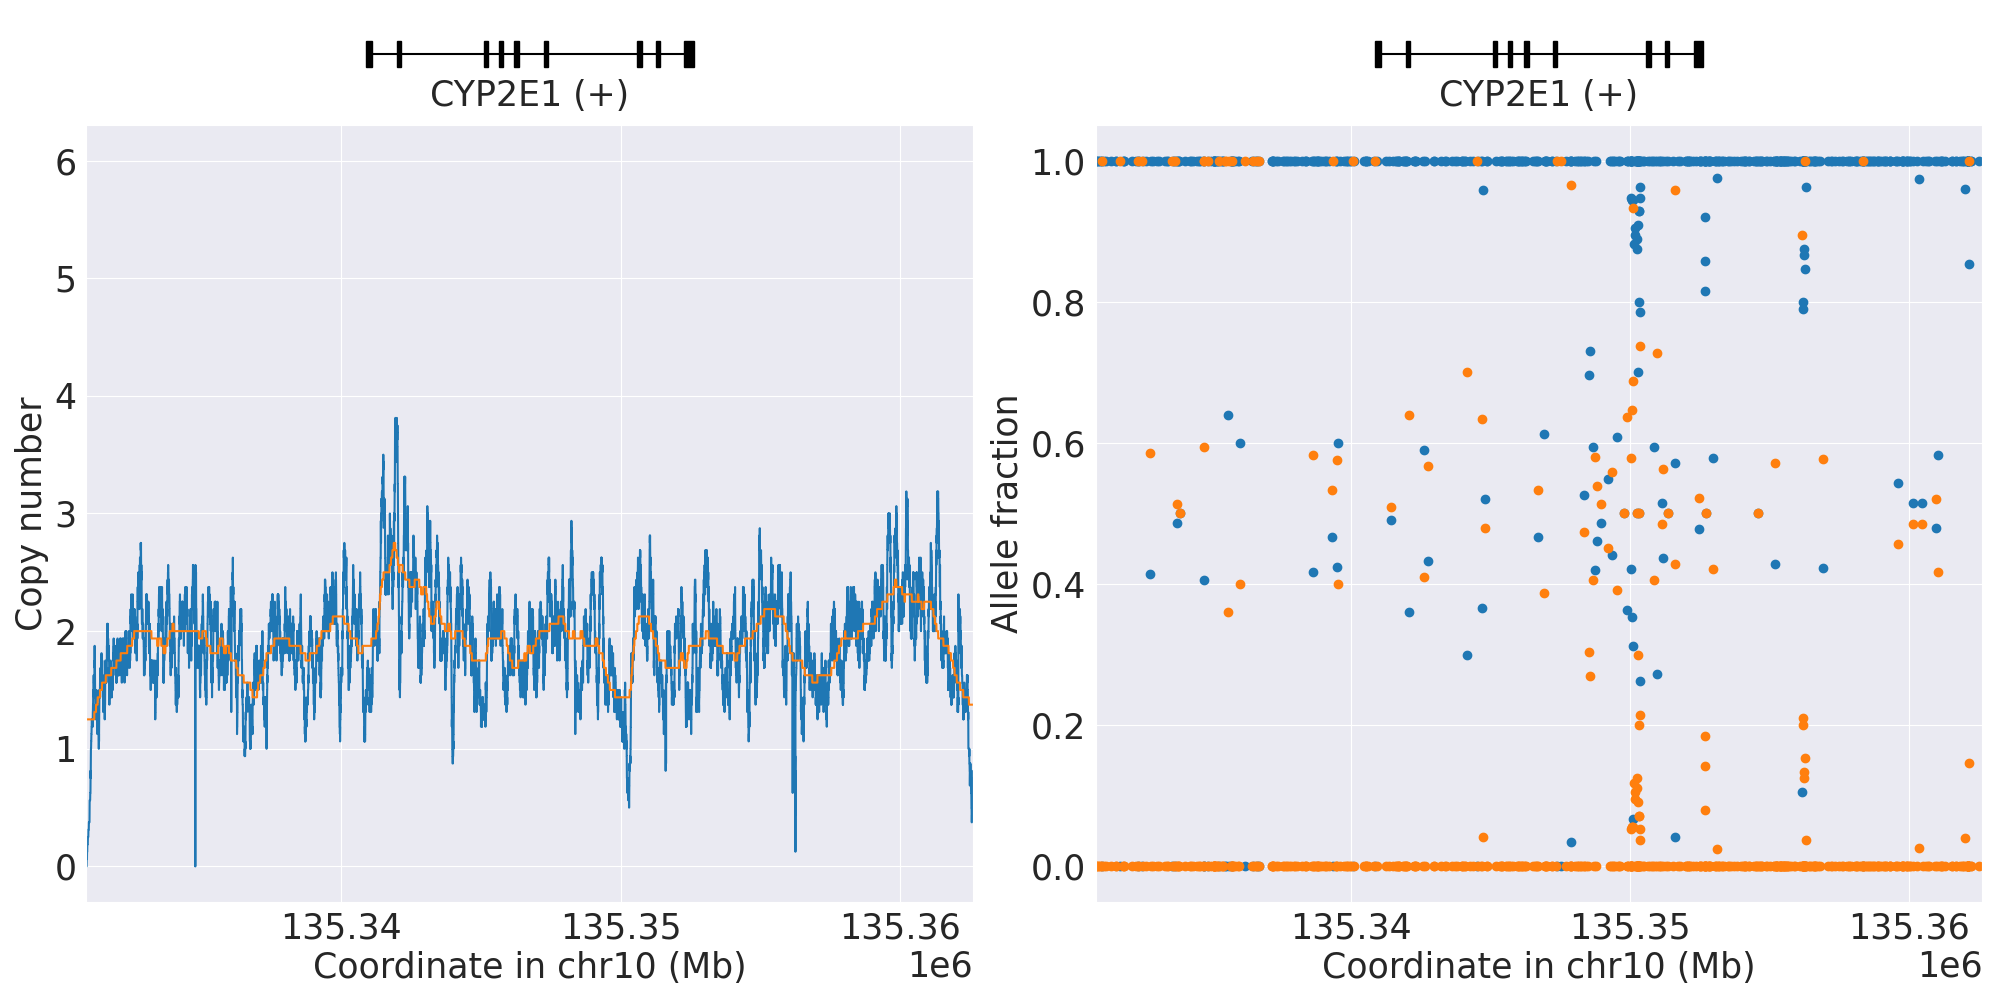 CYP2E1 (+)
6
5
4
3
2
1
0
Copy number
135.34 135.35 135.36
Coordinate in chr10 (Mb)
1e6
CYP2E1 (+)
1.0
0.8
0.6
0.4
0.2
0.0
Allele fraction
135.34 135.35 135.36
Coordinate in chr10 (Mb)
1e6